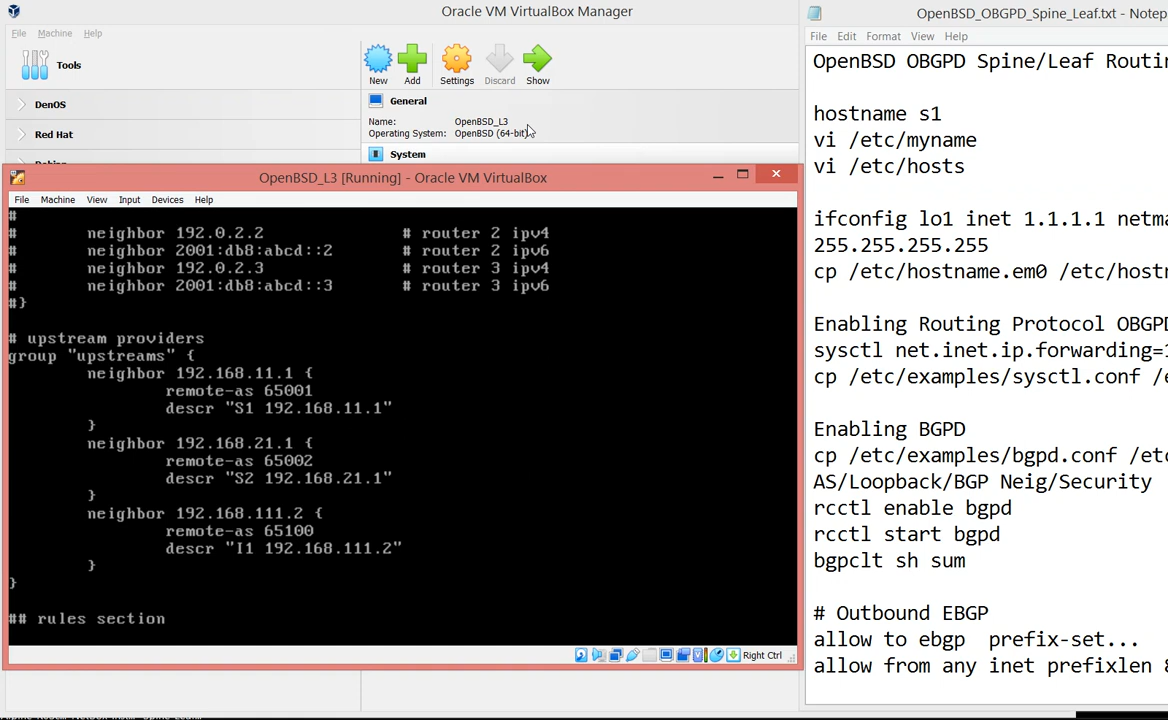 Oracle VM VirtualBox Manager
File Machine Help
Tools
DenOS
Red Hat
New Add Settings Discard Show
General
Name: OpenBSD_L3
Operating System: OpenBSD (64-bit)
System
OpenBSD_L3 [Running] - Oracle VM VirtualBox
File Machine View Input Devices Help
#
# neighbor 192.0.2.2 # router 2 ipv4
# neighbor 2001:db8:abcd::2 # router 2 ipv6
# neighbor 192.0.2.3 # router 3 ipv4
# neighbor 2001:db8:abcd::3 # router 3 ipv6
#}
# upstream providers
group "upstreams" {
neighbor 192.168.11.1 {
remote-as 65001
descr "S1 192.168.11.1"
}
neighbor 192.168.21.1 {
remote-as 65002
descr "S2 192.168.21.1"
}
neighbor 192.168.111.2 {
remote-as 65100
descr "I1 192.168.111.2"
}
}
## rules section
Right Ctrl
OpenBSD_OBGPD_Spine_Leaf.txt - Notep
File Edit Format View Help
OpenBSD OBGPD Spine/Leaf Routin
hostname s1
vi /etc/myname
vi /etc/hosts
ifconfig lo1 inet 1.1.1.1 netma
255.255.255.255
cp /etc/hostname.em0 /etc/hostn
Enabling Routing Protocol OBGPD
sysctl net.inet.ip.forwarding=1
cp /etc/examples/sysctl.conf /e
Enabling BGPD
cp /etc/examples/bgpd.conf /etc
AS/Loopback/BGP Neig/Security
rcctl enable bgpd
rcctl start bgpd
bgpclt sh sum
# Outbound EBGP
allow to ebgp prefix-set...
allow from any inet prefixlen 8